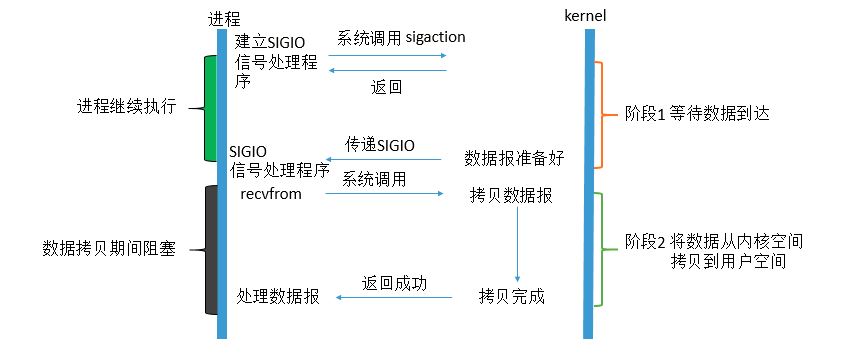 进程
kernel
建立SIGIO
信号处理程
序
系统调用 sigaction
返回
进程继续执行
阶段1 等待数据到达
传递SIGIO
数据报准备好
SIGIO
信号处理程序
recvfrom
系统调用
拷贝数据报
数据拷贝期间阻塞
阶段2 将数据从内核空间
拷贝到用户空间
返回成功
处理数据报
拷贝完成